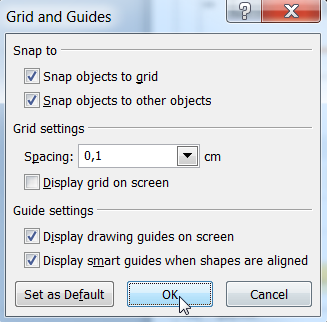 Grid and Guides
Snap to
Snap objects to grid
Snap objects to other objects
Grid settings
Spacing: 0,1 cm
Display grid on screen
Guide settings
Display drawing guides on screen
Display smart guides when shapes are aligned
Set as Default OK Cancel